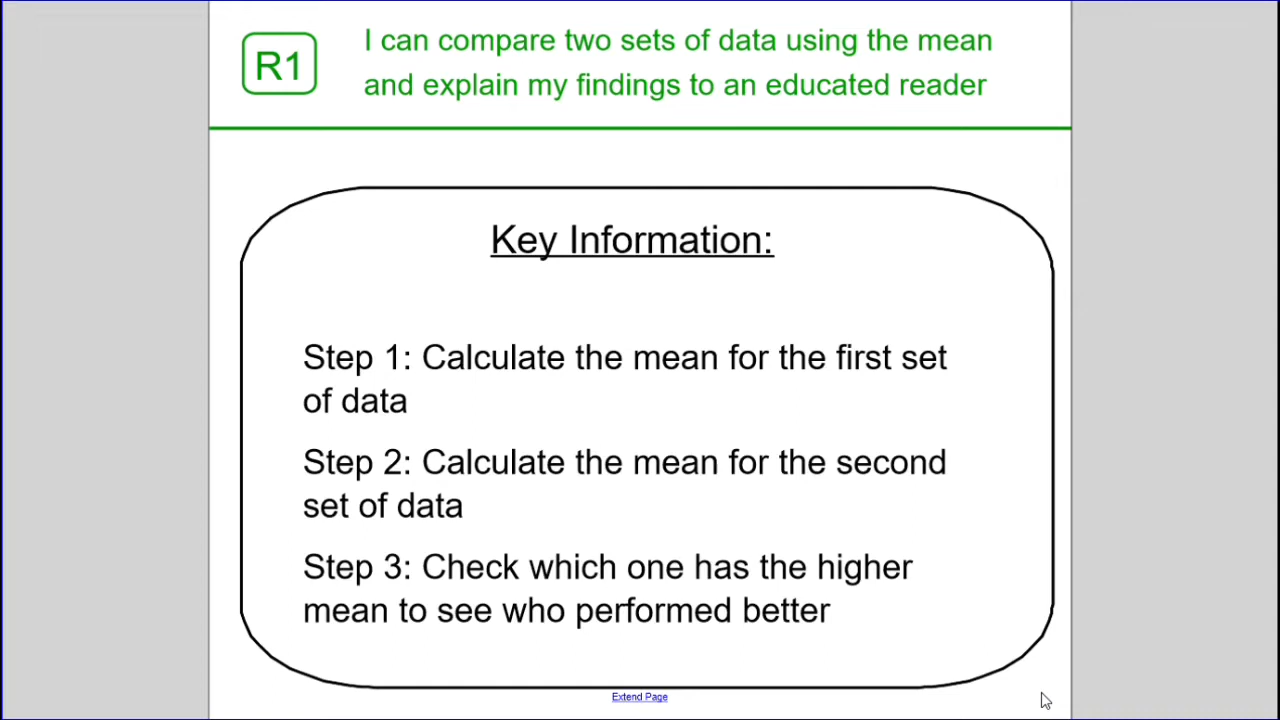 R1
I can compare two sets of data using the mean
and explain my findings to an educated reader
Key Information:
Step 1: Calculate the mean for the first set
of data
Step 2: Calculate the mean for the second
set of data
Step 3: Check which one has the higher
mean to see who performed better
Extend Page